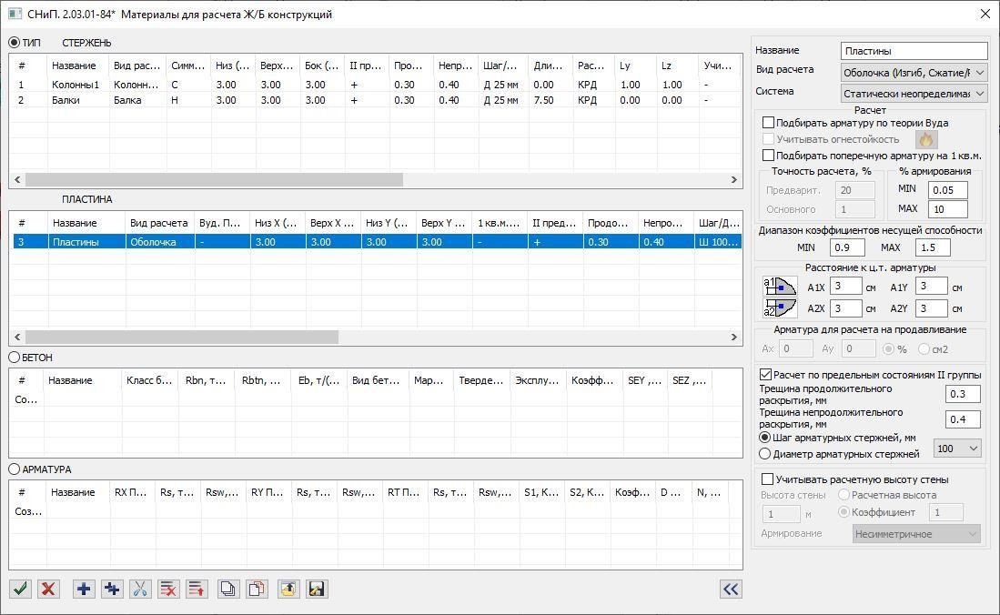 СНиП. 2.03.01-84* Материалы для расчета Ж/Б конструкций
ТИП СТЕРЖЕНЬ
# Название Вид рас... Симм... Низ (... Верх... Бок (... II пр... Про... Непр... Шаг/... Дли... Рас... Ly Lz Учи...
1 Колонны1 Колонн... С 3.00 3.00 3.00 + 0.30 0.40 Д 25 мм 0.00 КРД 1.00 1.00 -
2 Балки Балка Н 3.00 3.00 3.00 + 0.30 0.40 Д 25 мм 7.50 КРД 0.00 0.00 -
ПЛАСТИНА
# Название Вид расчета Вуд. П... Низ X (... Верх X ... Низ Y (... Верх Y ... 1 кв.м.... II пред... Продо... Непро... Шаг/Д...
3 Пластины Оболочка - 3.00 3.00 3.00 3.00 - + 0.30 0.40 Ш 100...
БЕТОН
# Название Класс б... Rbn, т... Rbtn, ... Eb, т/(... Вид бет... Мар... Тверде... Эксплу... Коэфф... SEY ,... SEZ ,...
Со...
АРМАТУРА
# Название RX П... Rs, т... Rsw,... RY П... Rs, т... Rsw,... RT П... Rs, т... Rsw,... S1, К... S2, К... Коэф... D ... N, ...
Соз...
Название Пластины
Вид расчета Оболочка (Изгиб, Сжатие/Р
Система Статически неопределимая
Расчет
Подбирать арматуру по теории Вуда
Учитывать огнестойкость
Подбирать поперечную арматуру на 1 кв.м.
Точность расчета, % % армирования
Предварит. 20 MIN 0.05
Основного 1 MAX 10
Диапазон коэффициентов несущей способности
MIN 0.9 MAX 1.5
Расстояние к ц.т. арматуры
a1 A1X 3 см A1Y 3 см
a2 A2X 3 см A2Y 3 см
Арматура для расчета на продавливание
Ax 0 Ay 0 % см2
Расчет по предельным состояниям II группы
Трещина продолжительного
раскрытия, мм 0.3
Трещина непродолжительного
раскрытия, мм 0.4
Шаг арматурных стержней, мм 100
Диаметр арматурных стержней
Учитывать расчетную высоту стены
Высота стены Расчетная высота
1 м Коэффициент 1
Армирование Несимметричное